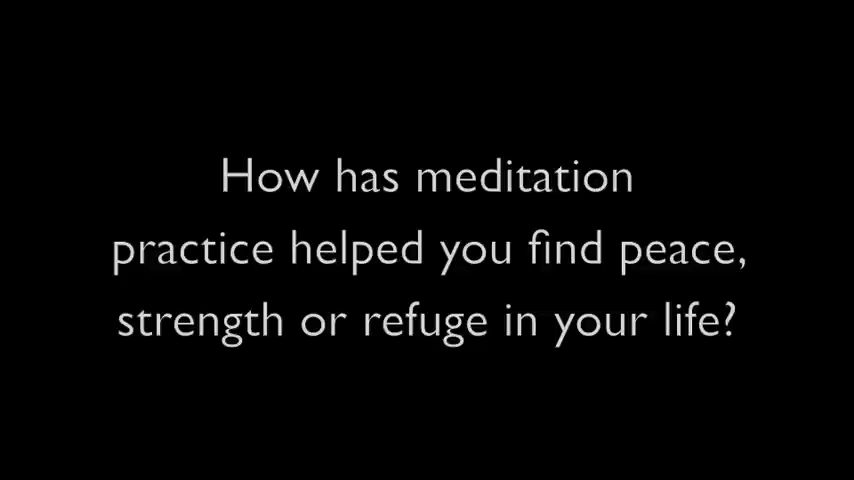 How has meditation
practice helped you find peace,
strength or refuge in your life?